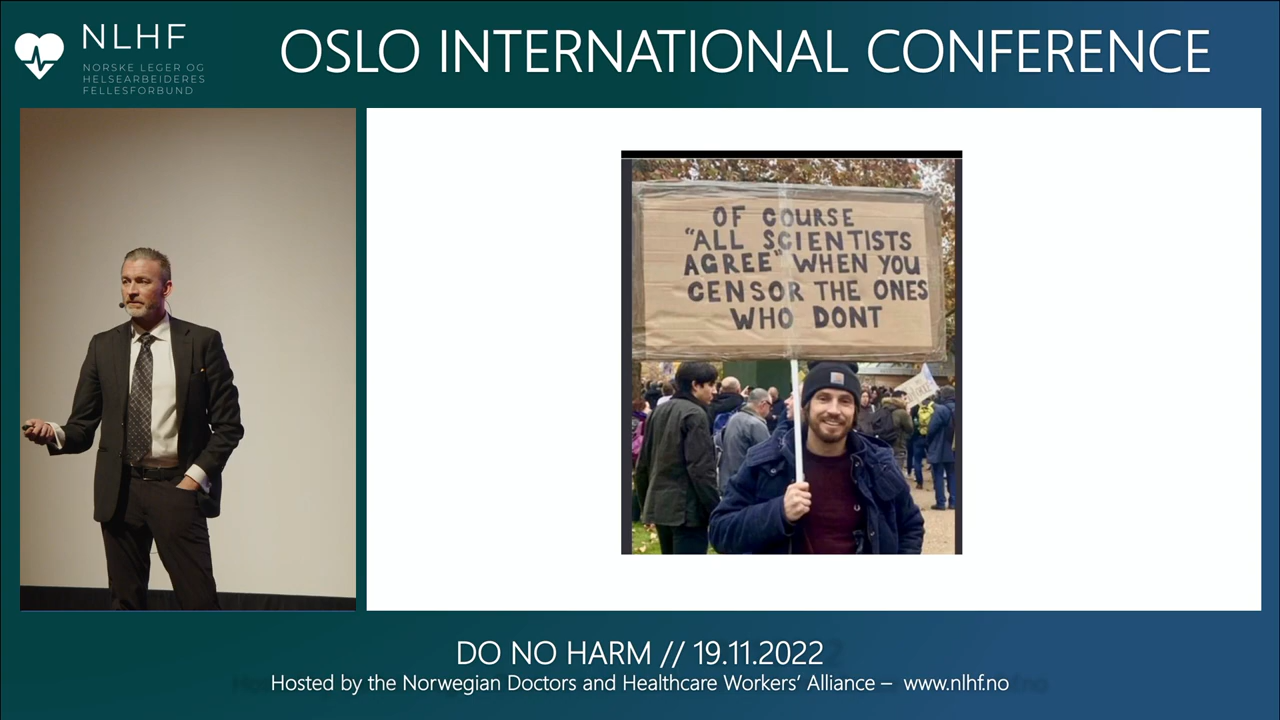 NLHF
NORSKE LEGER OG
HELSEARBEIDERES
FELLESFORBUND
OSLO INTERNATIONAL CONFERENCE
OF COURSE
“ALL SCIENTISTS
AGREE” WHEN YOU
CENSOR THE ONES
WHO DONT
DO NO HARM // 19.11.2022
Hosted by the Norwegian Doctors and Healthcare Workers’ Alliance – www.nlhf.no